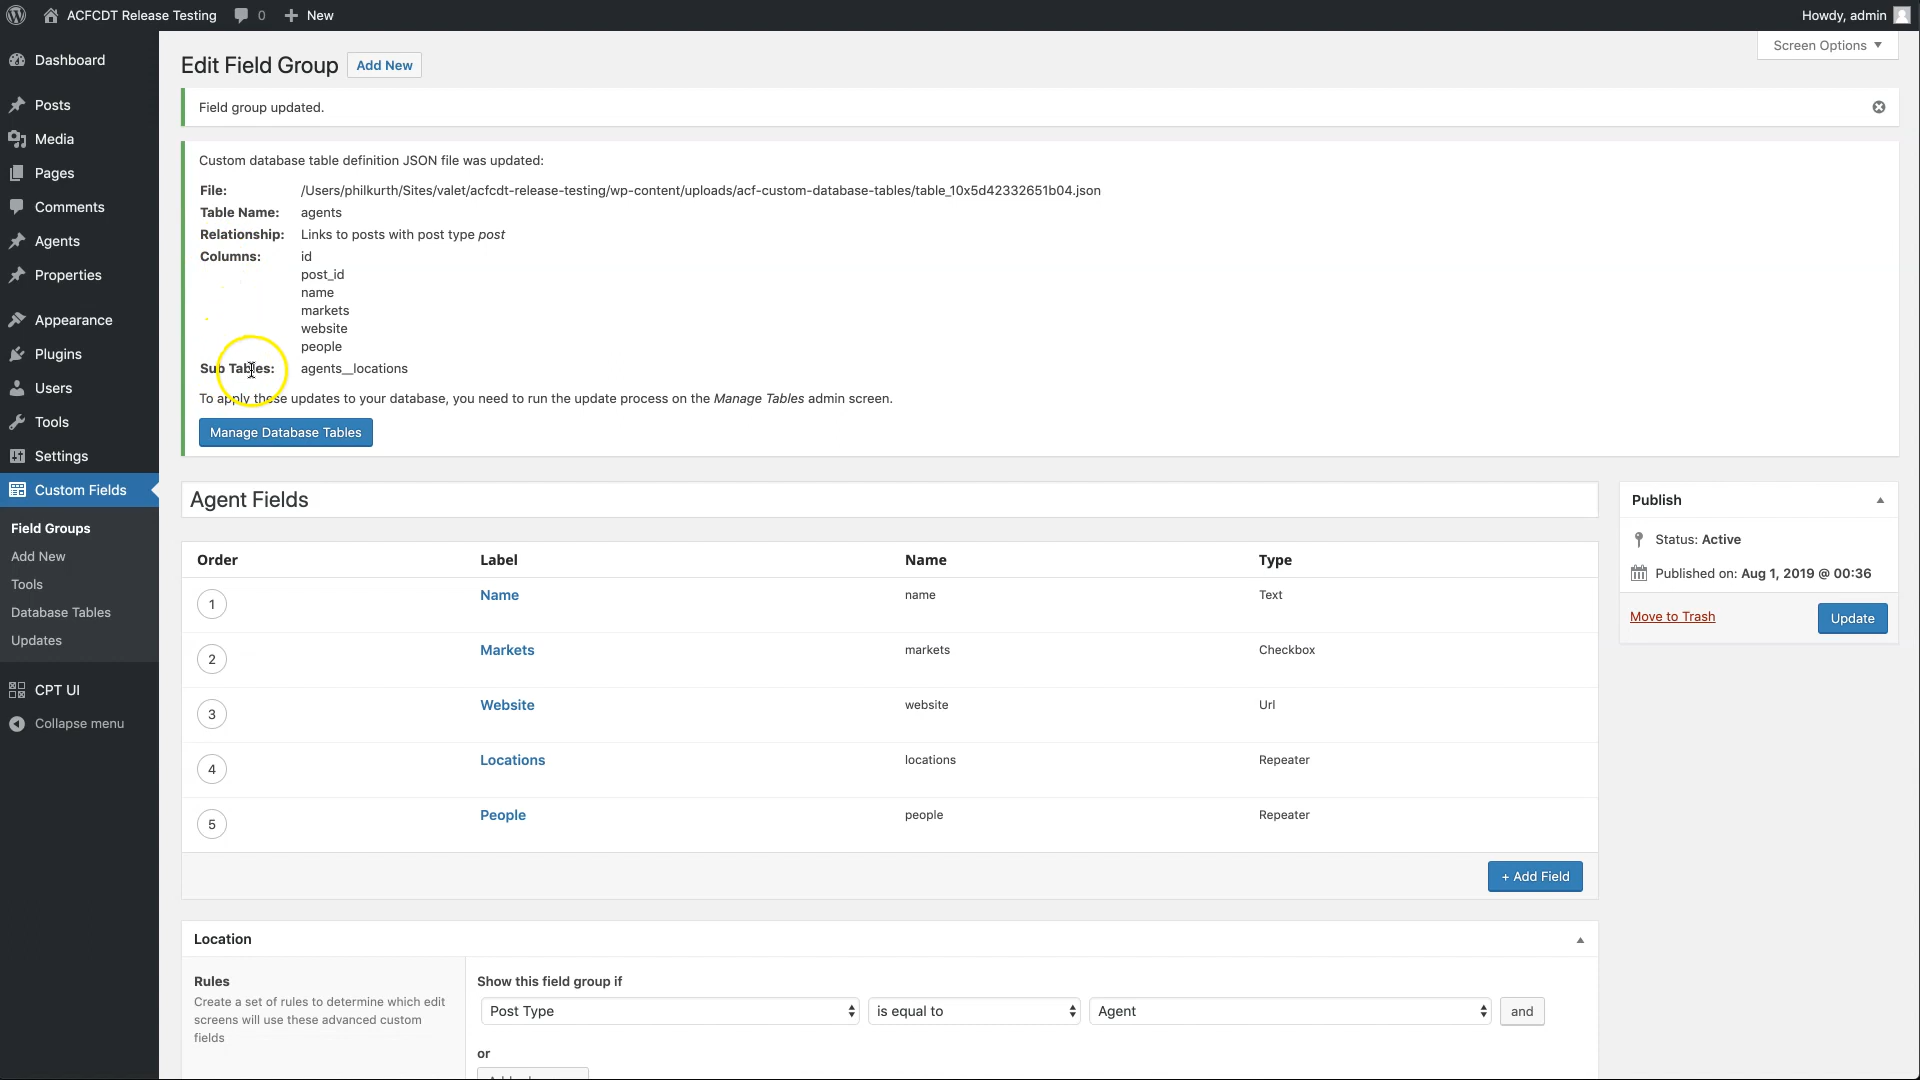 ACFCDT Release Testing 0 New Howdy, admin
Screen Options
Dashboard
Posts
Media
Pages
Comments
Agents
Properties
Appearance
Plugins
Users
Tools
Settings
Custom Fields
Field Groups
Add New
Tools
Database Tables
Updates
CPT UI
Collapse menu
Edit Field Group Add New
Field group updated.
Custom database table definition JSON file was updated:
File: /Users/philkurth/Sites/valet/acfcdt-release-testing/wp-content/uploads/acf-custom-database-tables/table_10x5d42332651b04.json
Table Name: agents
Relationship: Links to posts with post type post
Columns: id
post_id
name
markets
website
people
Sub Tables: agents__locations
To apply these updates to your database, you need to run the update process on the Manage Tables admin screen.
Manage Database Tables
Agent Fields
Order Label Name Type
1 Name name Text
2 Markets markets Checkbox
3 Website website Url
4 Locations locations Repeater
5 People people Repeater
+ Add Field
Publish
Status: Active
Published on: Aug 1, 2019 @ 00:36
Move to Trash Update
Location
Rules
Create a set of rules to determine which edit
screens will use these advanced custom
fields
Show this field group if
Post Type is equal to Agent and
or